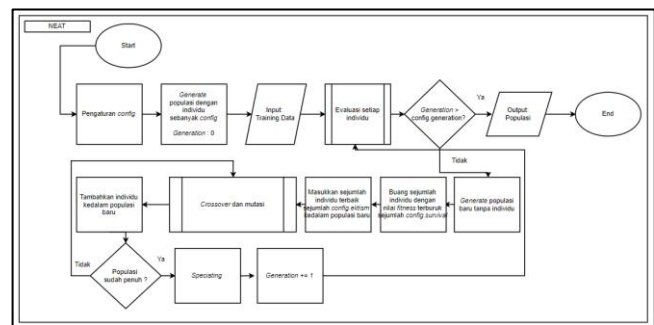 NEAT
Start
Pengaturan config
Generate
populasi dengan
individu
sebanyak config
Generation : 0
Input:
Training Data
Evaluasi setiap
individu
Generation >
config generation?
Ya
Output:
Populasi
End
Tidak
Generate populasi
baru tanpa individu
Buang sejumlah
individu dengan
nilai fitness terburuk
sejumlah config survival
Masukkan sejumlah
individu terbaik
sejumlah config
kedalam populasi baru
Crossover dan mutasi
Tambahkan individu
kedalam populasi
baru
Populasi
sudah penuh ?
Tidak
Ya
Speciating
Generation += 1